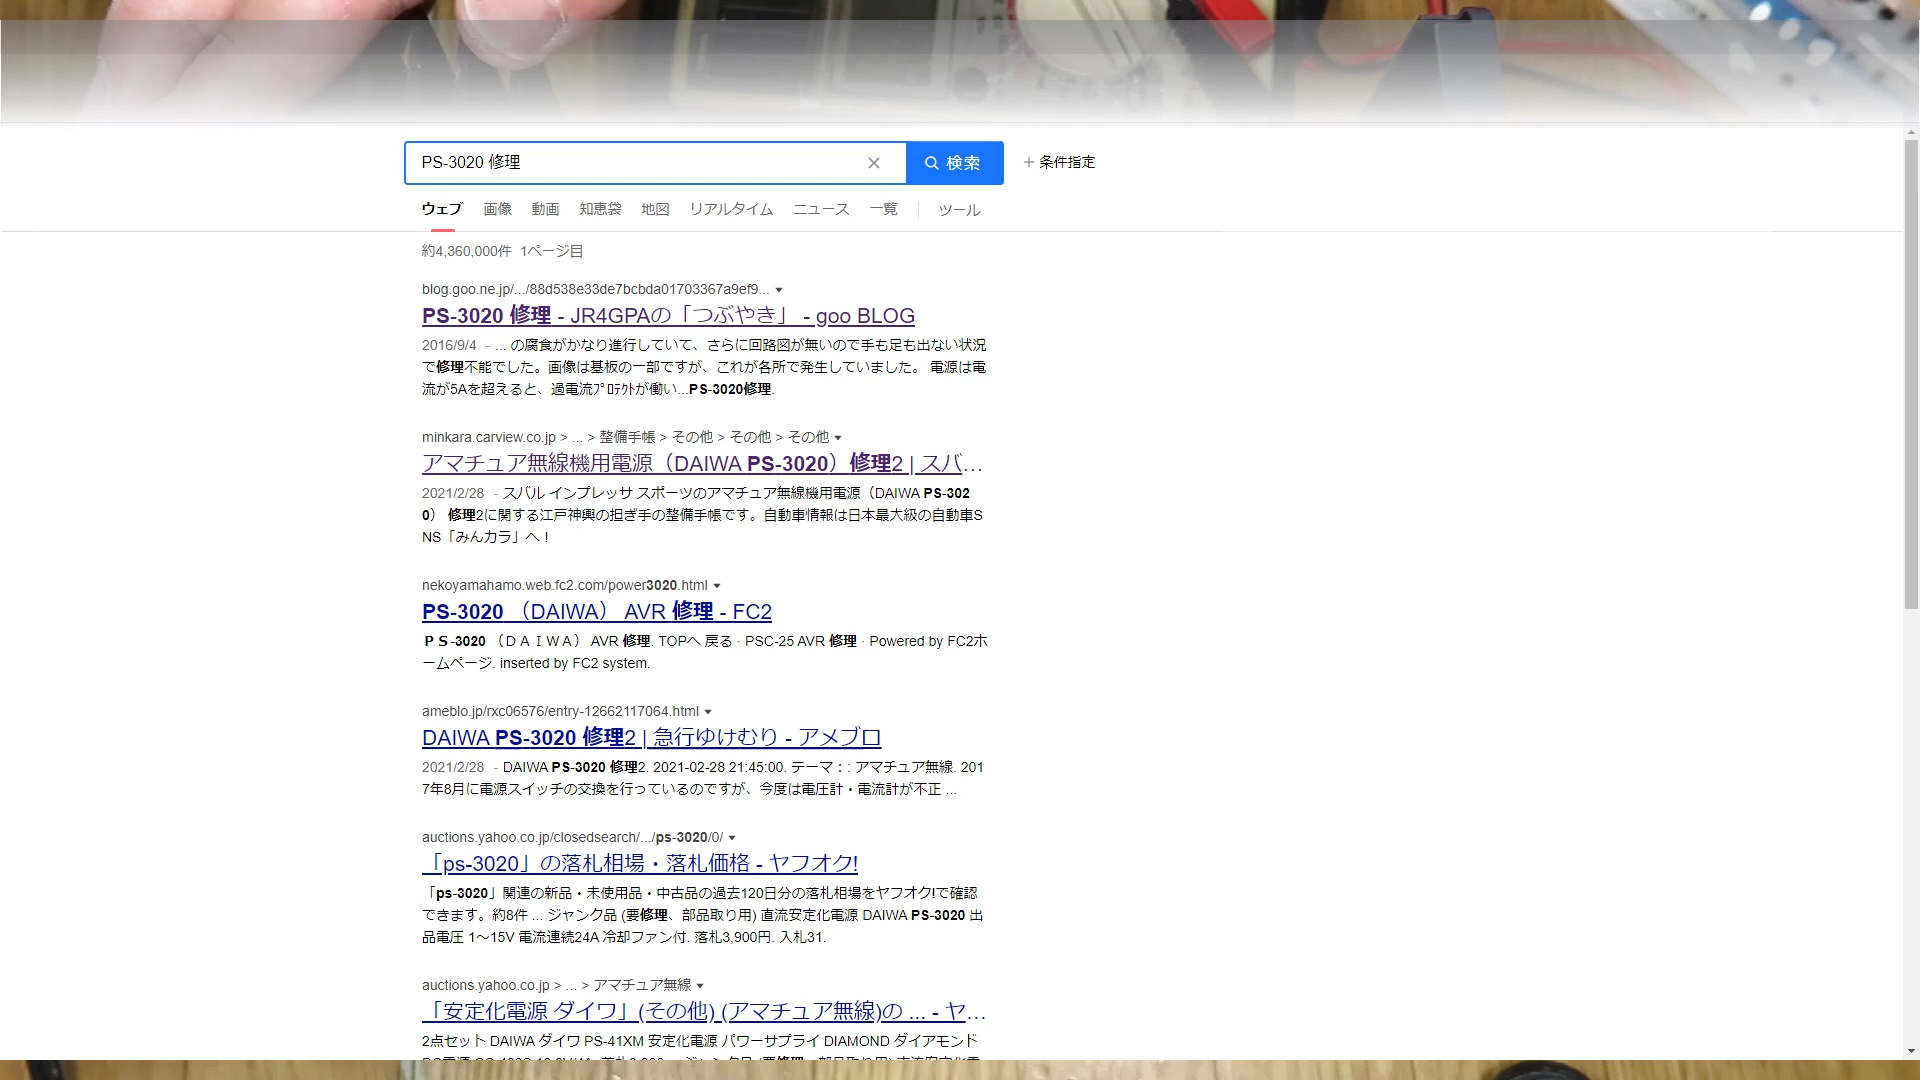 PS-3020 修理
検索
条件指定
ウェブ 画像 動画 知恵袋 地図 リアルタイム ニュース 一覧 ツール
約4,360,000件 1ページ目
blog.goo.ne.jp/.../88d538e33de7bcbda01703367a9ef9...
PS-3020 修理 - JR4GPAの「つぶやき」 - goo BLOG
2016/9/4 - ... の腐食がかなり進行していて、さらに回路図が無いので手も足も出ない状況
で修理不能でした。画像は基板の一部ですが、これが各所で発生していました。 電源は電
流が5Aを超えると、過電流ﾌﾟﾛﾃｸﾄが働い...PS-3020修理.
minkara.carview.co.jp > ... > 整備手帳 > その他 > その他 > その他
アマチュア無線機用電源（DAIWA PS-3020）修理2 | スバ...
2021/2/28 - スバル インプレッサ スポーツのアマチュア無線機用電源（DAIWA PS-302
0） 修理2に関する江戸神輿の担ぎ手の整備手帳です。自動車情報は日本最大級の自動車S
NS「みんカラ」へ！
nekoyamahamo.web.fc2.com/power3020.html
PS-3020 （DAIWA） AVR 修理 - FC2
ＰＳ-3020 （ＤＡＩＷＡ） AVR 修理. TOPへ 戻る · PSC-25 AVR 修理 · Powered by FC2ホ
ームページ. inserted by FC2 system.
ameblo.jp/rxc06576/entry-12662117064.html
DAIWA PS-3020 修理2 | 急行ゆけむり - アメブロ
2021/2/28 - DAIWA PS-3020 修理2. 2021-02-28 21:45:00. テーマ：: アマチュア無線. 201
7年8月に電源スイッチの交換を行っているのですが、今度は電圧計・電流計が不正 ...
auctions.yahoo.co.jp/closedsearch/.../ps-3020/0/
「ps-3020」の落札相場・落札価格 - ヤフオク!
「ps-3020」関連の新品・未使用品・中古品の過去120日分の落札相場をヤフオク!で確認
できます。約8件 ... ジャンク品 (要修理、部品取り用) 直流安定化電源 DAIWA PS-3020 出
品電圧 1〜15V 電流連続24A 冷却ファン付. 落札3,900円. 入札31.
auctions.yahoo.co.jp > ... > アマチュア無線
「安定化電源 ダイワ」(その他) (アマチュア無線)の ... - ヤ...
2点セット DAIWA ダイワ PS-41XM 安定化電源 パワーサプライ DIAMOND ダイアモンド